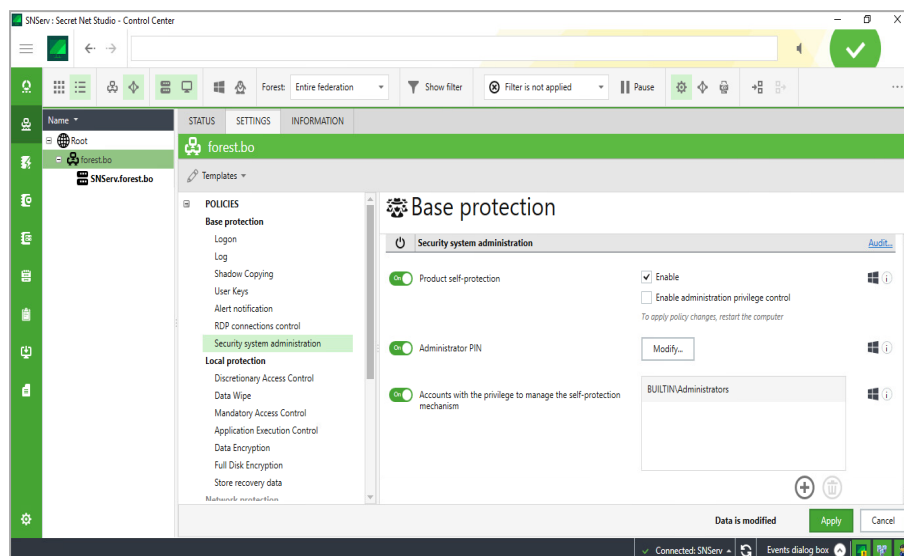 SNServ : Secret Net Studio - Control Center
Forest: Entire federation Show filter Filter is not applied Pause
Name
Root
forest.bo
SNServ.forest.bo
STATUS SETTINGS INFORMATION
forest.bo
Templates
POLICIES
Base protection
Logon
Log
Shadow Copying
User Keys
Alert notification
RDP connections control
Security system administration
Local protection
Discretionary Access Control
Data Wipe
Mandatory Access Control
Application Execution Control
Data Encryption
Full Disk Encryption
Store recovery data
Network protection
Base protection
Security system administration Audit...
On Product self-protection Enable
Enable administration privilege control
To apply policy changes, restart the computer
On Administrator PIN Modify...
On Accounts with the privilege to manage the self-protection
mechanism
BUILTIN\Administrators
Data is modified Apply Cancel
Connected: SNServ Events dialog box